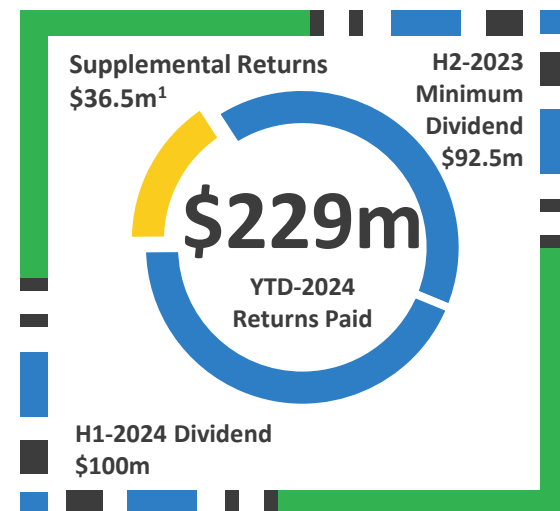 Supplemental Returns
$36.5m¹
H2-2023
Minimum
Dividend
$92.5m
$229m
YTD-2024
Returns Paid
H1-2024 Dividend
$100m